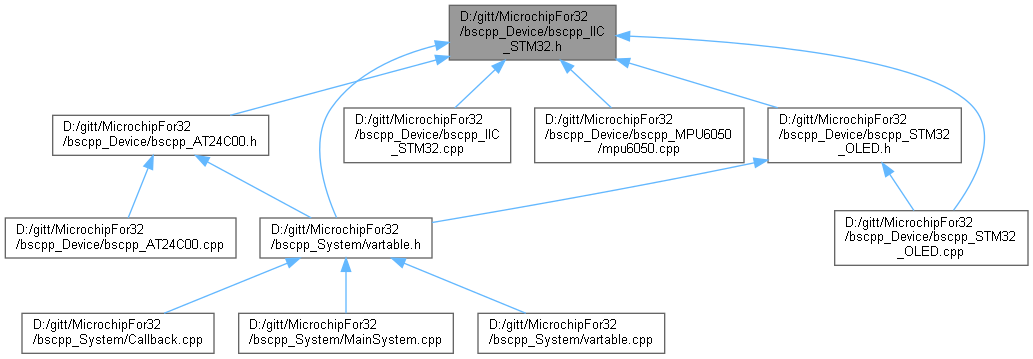 D:/gitt/MicrochipFor32
/bscpp_Device/bscpp_IIC
_STM32.h
D:/gitt/MicrochipFor32
/bscpp_Device/bscpp_AT24C00.h
D:/gitt/MicrochipFor32
/bscpp_Device/bscpp_IIC
_STM32.cpp
D:/gitt/MicrochipFor32
/bscpp_Device/bscpp_MPU6050
/mpu6050.cpp
D:/gitt/MicrochipFor32
/bscpp_Device/bscpp_STM32
_OLED.h
D:/gitt/MicrochipFor32
/bscpp_Device/bscpp_AT24C00.cpp
D:/gitt/MicrochipFor32
/bscpp_System/vartable.h
D:/gitt/MicrochipFor32
/bscpp_Device/bscpp_STM32
_OLED.cpp
D:/gitt/MicrochipFor32
/bscpp_System/Callback.cpp
D:/gitt/MicrochipFor32
/bscpp_System/MainSystem.cpp
D:/gitt/MicrochipFor32
/bscpp_System/vartable.cpp